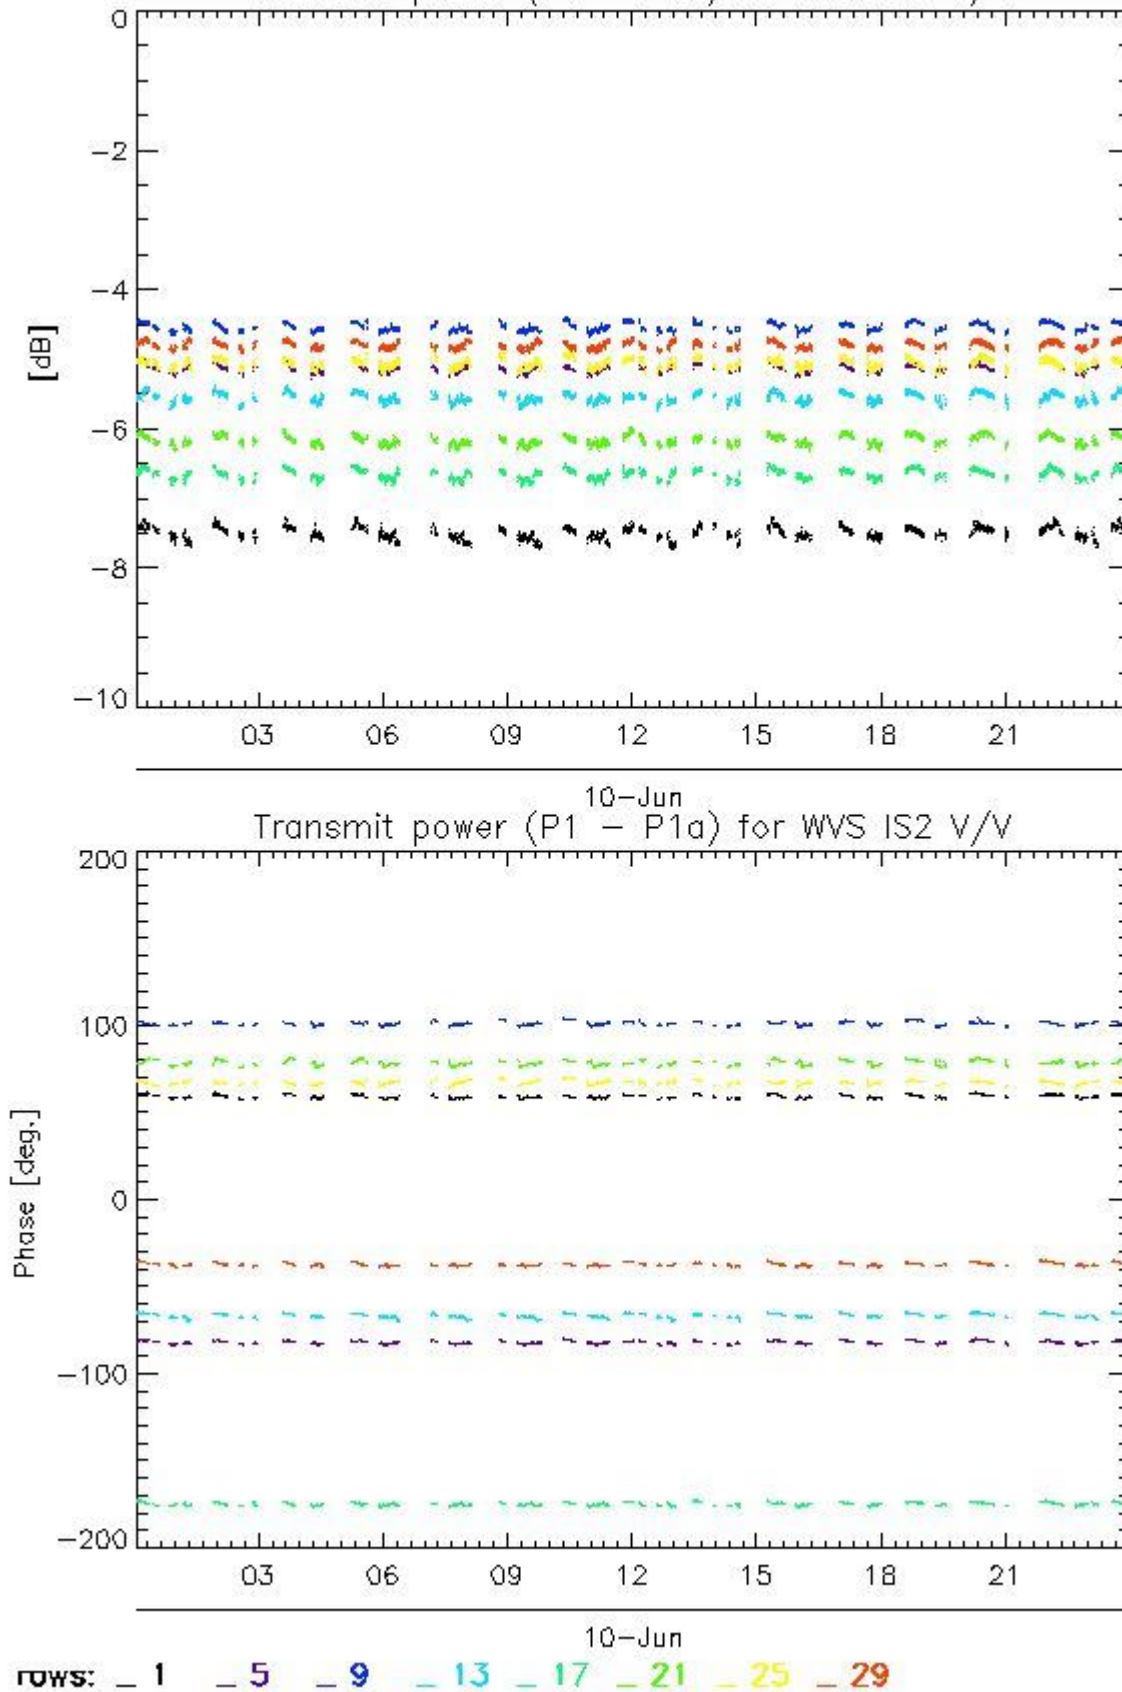 0
−2
−4
[dB]
−6
−8
−10
03 06 09 12 15 18 21
10−Jun
Transmit power (P1 − P1a) for WVS IS2 V/V
200
100
0
Phase [deg.]
−100
−200
03 06 09 12 15 18 21
10−Jun
rows: _ 1 _ 5 _ 9 _ 13 _ 17 _ 21 _ 25 _ 29